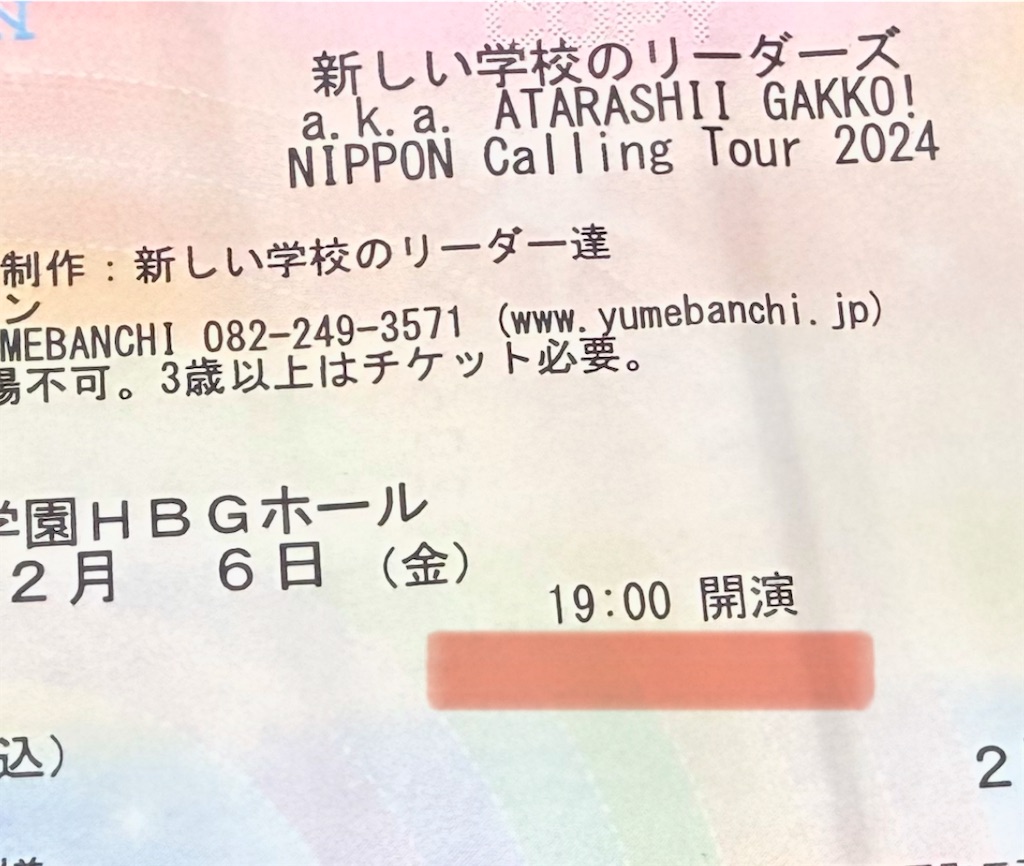 COPY
新しい学校のリーダーズ
a.k.a. ATARASHII GAKKO!
NIPPON Calling Tour 2024
制作：新しい学校のリーダー達
ン
MEBANCHI 082-249-3571 (www.yumebanchi.jp)
場不可。3歳以上はチケット必要。
学園ＨＢＧホール
２月　６日（金）
19:00 開演
込）
2